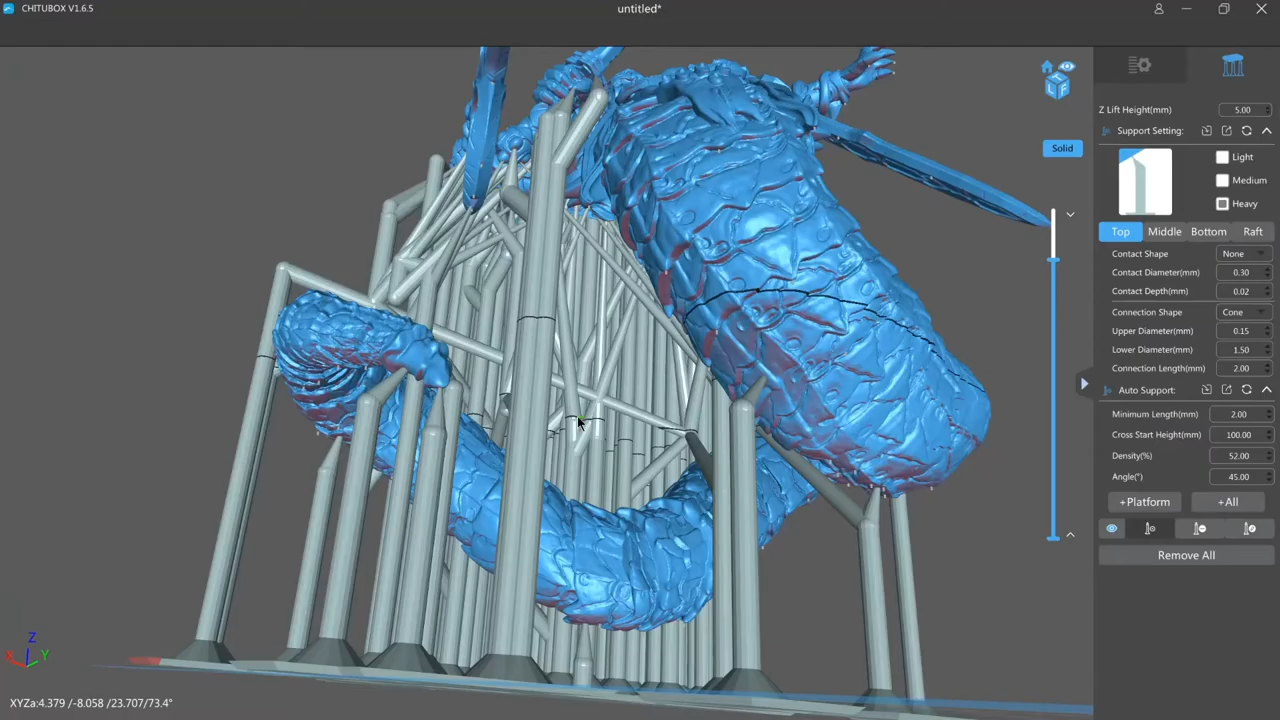 CHITUBOX V1.6.5
untitled*
Z Lift Height(mm) 5.00
Support Setting:
Light
Medium
Heavy
Top Middle Bottom Raft
Contact Shape None
Contact Diameter(mm) 0.30
Contact Depth(mm) 0.02
Connection Shape Cone
Upper Diameter(mm) 0.15
Lower Diameter(mm) 1.50
Connection Length(mm) 2.00
Auto Support:
Minimum Length(mm) 2.00
Cross Start Height(mm) 100.00
Density(%) 52.00
Angle(°) 45.00
+Platform +All
Remove All
Solid
T
L F
Z
X Y
XYZa:4.379 /-8.058 /23.707/73.4°